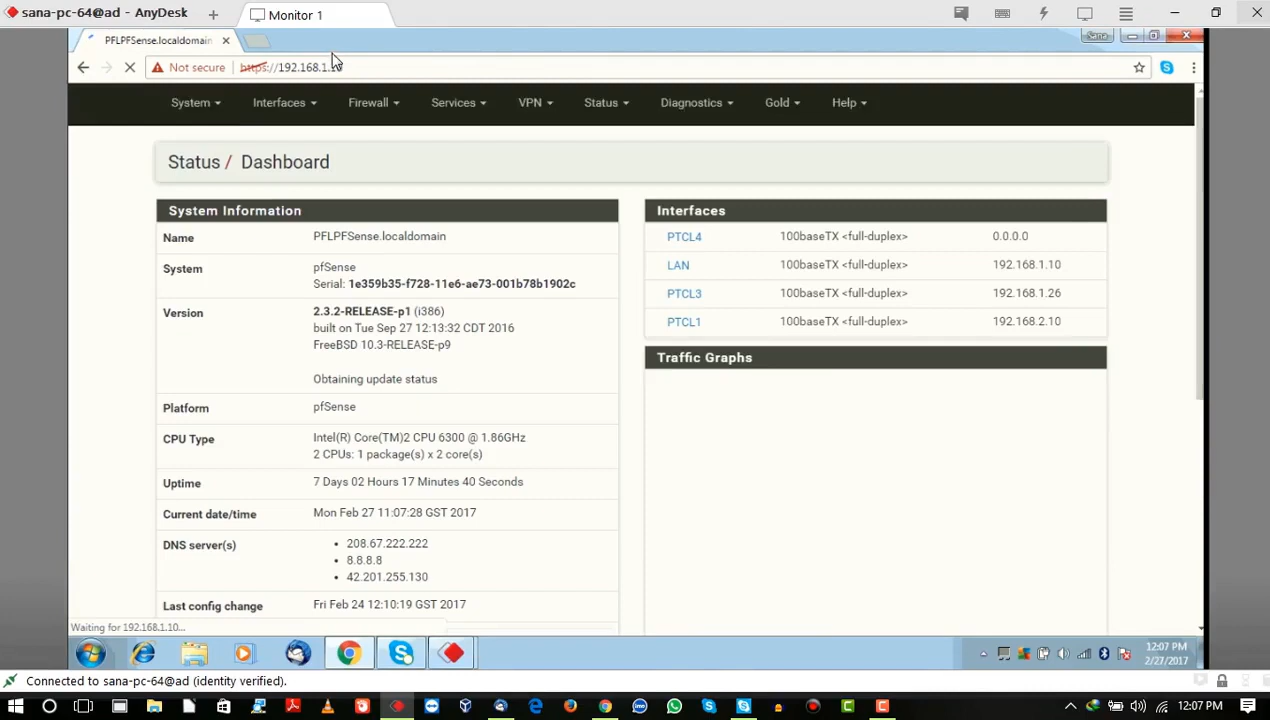 sana-pc-64@ad - AnyDesk
Monitor 1
PFLPFSense.localdomain
Sana
Not secure
https://192.168.1.10
System
Interfaces
Firewall
Services
VPN
Status
Diagnostics
Gold
Help
Status / Dashboard
System Information
Name PFLPFSense.localdomain
System pfSense
Serial: 1e359b35-f728-11e6-ae73-001b78b1902c
Version 2.3.2-RELEASE-p1 (i386)
built on Tue Sep 27 12:13:32 CDT 2016
FreeBSD 10.3-RELEASE-p9
Obtaining update status
Platform pfSense
CPU Type Intel(R) Core(TM)2 CPU 6300 @ 1.86GHz
2 CPUs: 1 package(s) x 2 core(s)
Uptime 7 Days 02 Hours 17 Minutes 40 Seconds
Current date/time Mon Feb 27 11:07:28 GST 2017
DNS server(s) • 208.67.222.222
• 8.8.8.8
• 42.201.255.130
Last config change Fri Feb 24 12:10:19 GST 2017
Interfaces
PTCL4 100baseTX <full-duplex> 0.0.0.0
LAN 100baseTX <full-duplex> 192.168.1.10
PTCL3 100baseTX <full-duplex> 192.168.1.26
PTCL1 100baseTX <full-duplex> 192.168.2.10
Traffic Graphs
Waiting for 192.168.1.10...
12:07 PM
2/27/2017
Connected to sana-pc-64@ad (identity verified).
12:07 PM